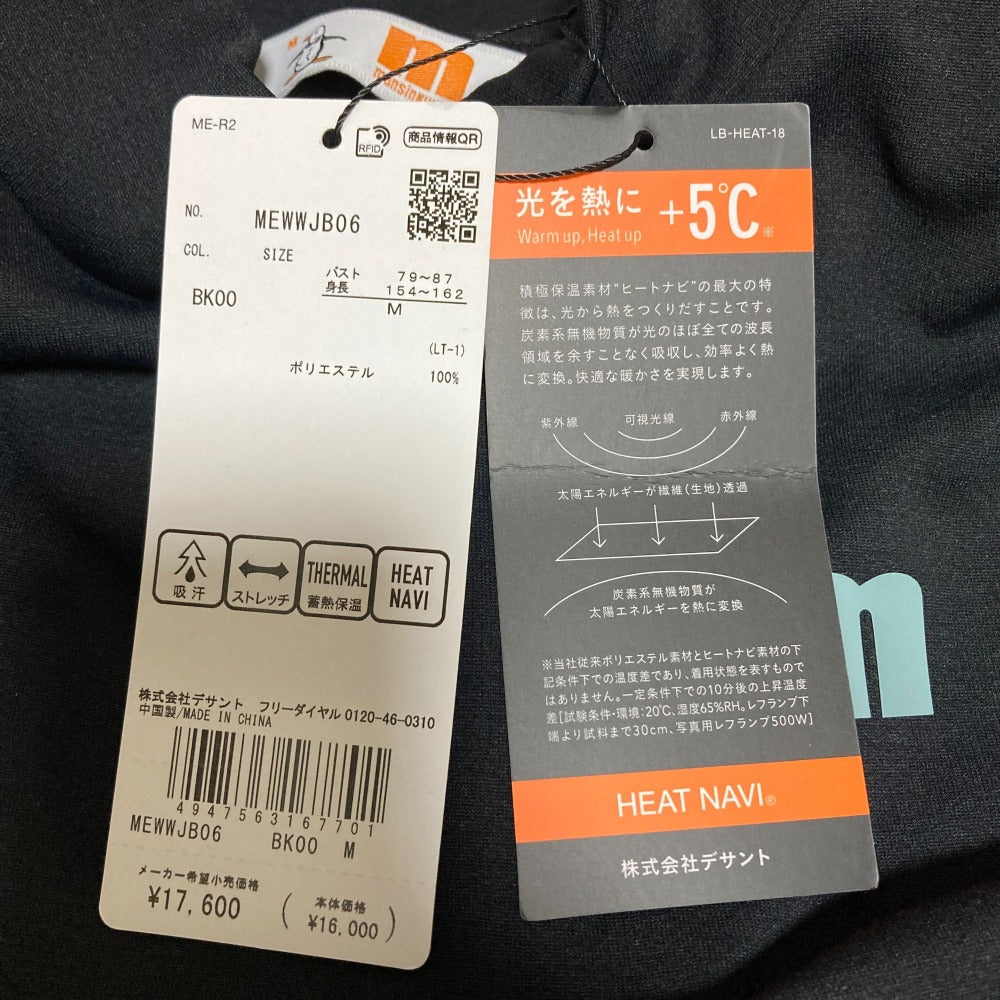 M
m
munsingwear
ME-R2
RFID
商品情報QR
NO.
MEWWJB06
COL.
SIZE
BK00
バスト 79～87
身長 154～162
M
(LT-1)
ポリエステル 100%
吸汗
ストレッチ
THERMAL
蓄熱保温
HEAT
NAVI
株式会社デサント フリーダイヤル 0120-46-0310
中国製/MADE IN CHINA
4947563167701
MEWWJB06 BK00 M
メーカー希望小売価格
¥17,600
(本体価格
¥16,000)
LB-HEAT-18
光を熱に +5℃※
Warm up, Heat up
積極保温素材“ヒートナビ”の最大の特
徴は、光から熱をつくりだすことです。
炭素系無機物質が光のほぼ全ての波長
領域を余すことなく吸収し、効率よく熱
に変換。快適な暖かさを実現します。
紫外線 可視光線 赤外線
太陽エネルギーが繊維（生地）透過
炭素系無機物質が
太陽エネルギーを熱に変換
※当社従来ポリエステル素材とヒートナビ素材の下
記条件下での温度差であり、着用状態を表すもので
はありません。一定条件下での10分後の上昇温度
差[試験条件・環境：20℃、湿度65%RH。レフランプ下
端より試料まで30cm、写真用レフランプ500W]
HEAT NAVI®
株式会社デサント
m